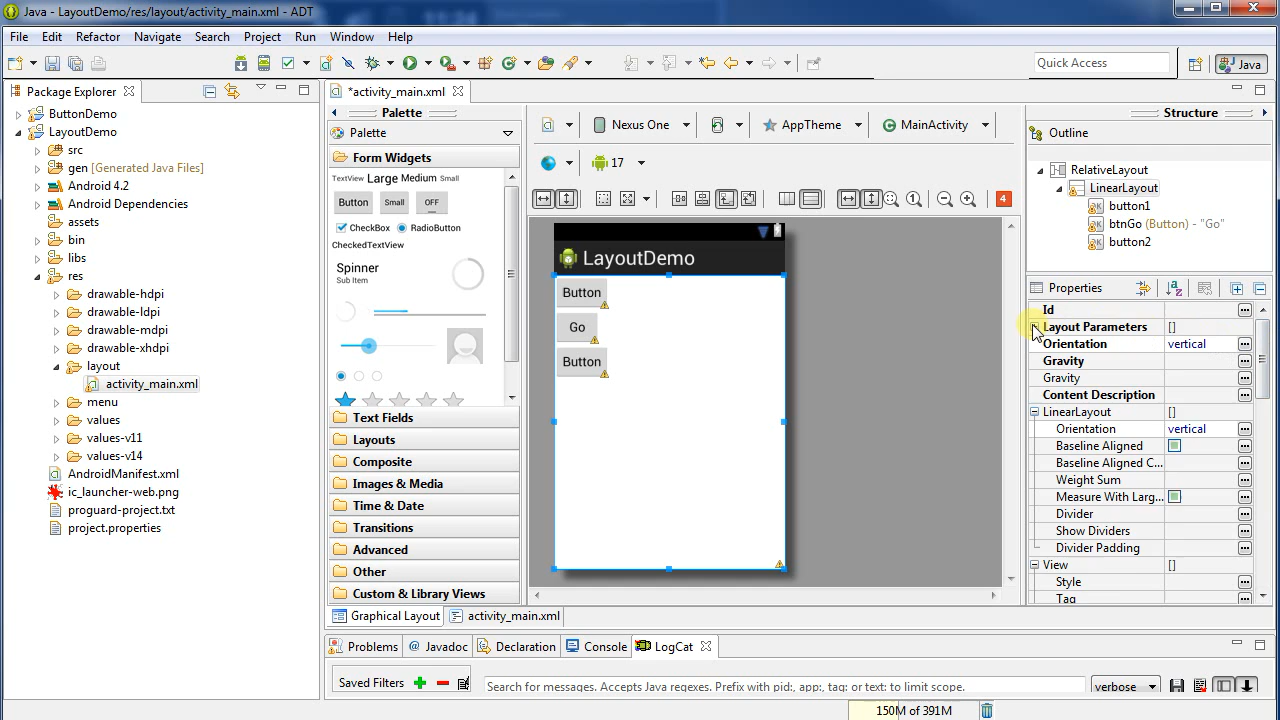 Java - LayoutDemo/res/layout/activity_main.xml - ADT
File Edit Refactor Navigate Search Project Run Window Help
Quick Access
Java
Package Explorer
ButtonDemo
LayoutDemo
src
gen [Generated Java Files]
Android 4.2
Android Dependencies
assets
bin
libs
res
drawable-hdpi
drawable-ldpi
drawable-mdpi
drawable-xhdpi
layout
activity_main.xml
menu
values
values-v11
values-v14
AndroidManifest.xml
ic_launcher-web.png
proguard-project.txt
project.properties
*activity_main.xml
Palette
Palette
Form Widgets
TextView Large Medium Small
Button Small OFF
CheckBox RadioButton
CheckedTextView
Spinner
Sub Item
Text Fields
Layouts
Composite
Images & Media
Time & Date
Transitions
Advanced
Other
Custom & Library Views
Nexus One AppTheme MainActivity
17
4
LayoutDemo
Button
Go
Button
Graphical Layout activity_main.xml
Structure
Outline
RelativeLayout
LinearLayout
button1
btnGo (Button) - "Go"
button2
Properties
Id
Layout Parameters []
Orientation vertical
Gravity
Gravity
Content Description
LinearLayout []
Orientation vertical
Baseline Aligned
Baseline Aligned C...
Weight Sum
Measure With Larg...
Divider
Show Dividers
Divider Padding
View []
Style
Tag
Problems Javadoc Declaration Console LogCat
Saved Filters
Search for messages. Accepts Java regexes. Prefix with pid:, app:, tag: or text: to limit scope.
verbose
150M of 391M